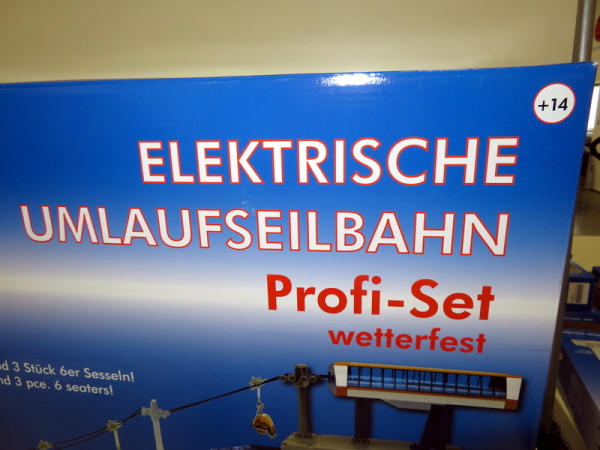 +14
ELEKTRISCHE
UMLAUFSEILBAHN
Profi-Set
wetterfest
3 Stück 6er Sesseln!
3 pce. 6 seaters!